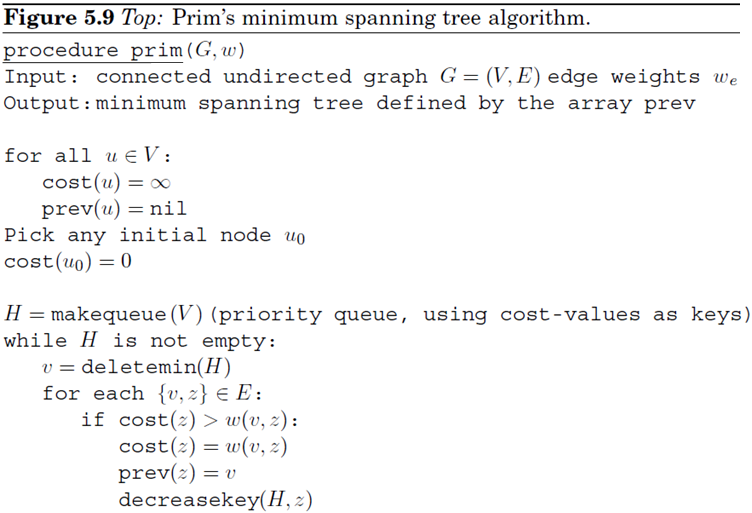 Figure 5.9 Top: Prim's minimum spanning tree algorithm.
procedure prim(G, w)
Input: connected undirected graph G = (V, E) edge weights wₑ
Output:minimum spanning tree defined by the array prev
for all u ∈ V:
cost(u) = ∞
prev(u) = nil
Pick any initial node u₀
cost(u₀) = 0
H = makequeue(V) (priority queue, using cost-values as keys)
while H is not empty:
v = deletemin(H)
for each {v, z} ∈ E:
if cost(z) > w(v, z):
cost(z) = w(v, z)
prev(z) = v
decreasekey(H, z)